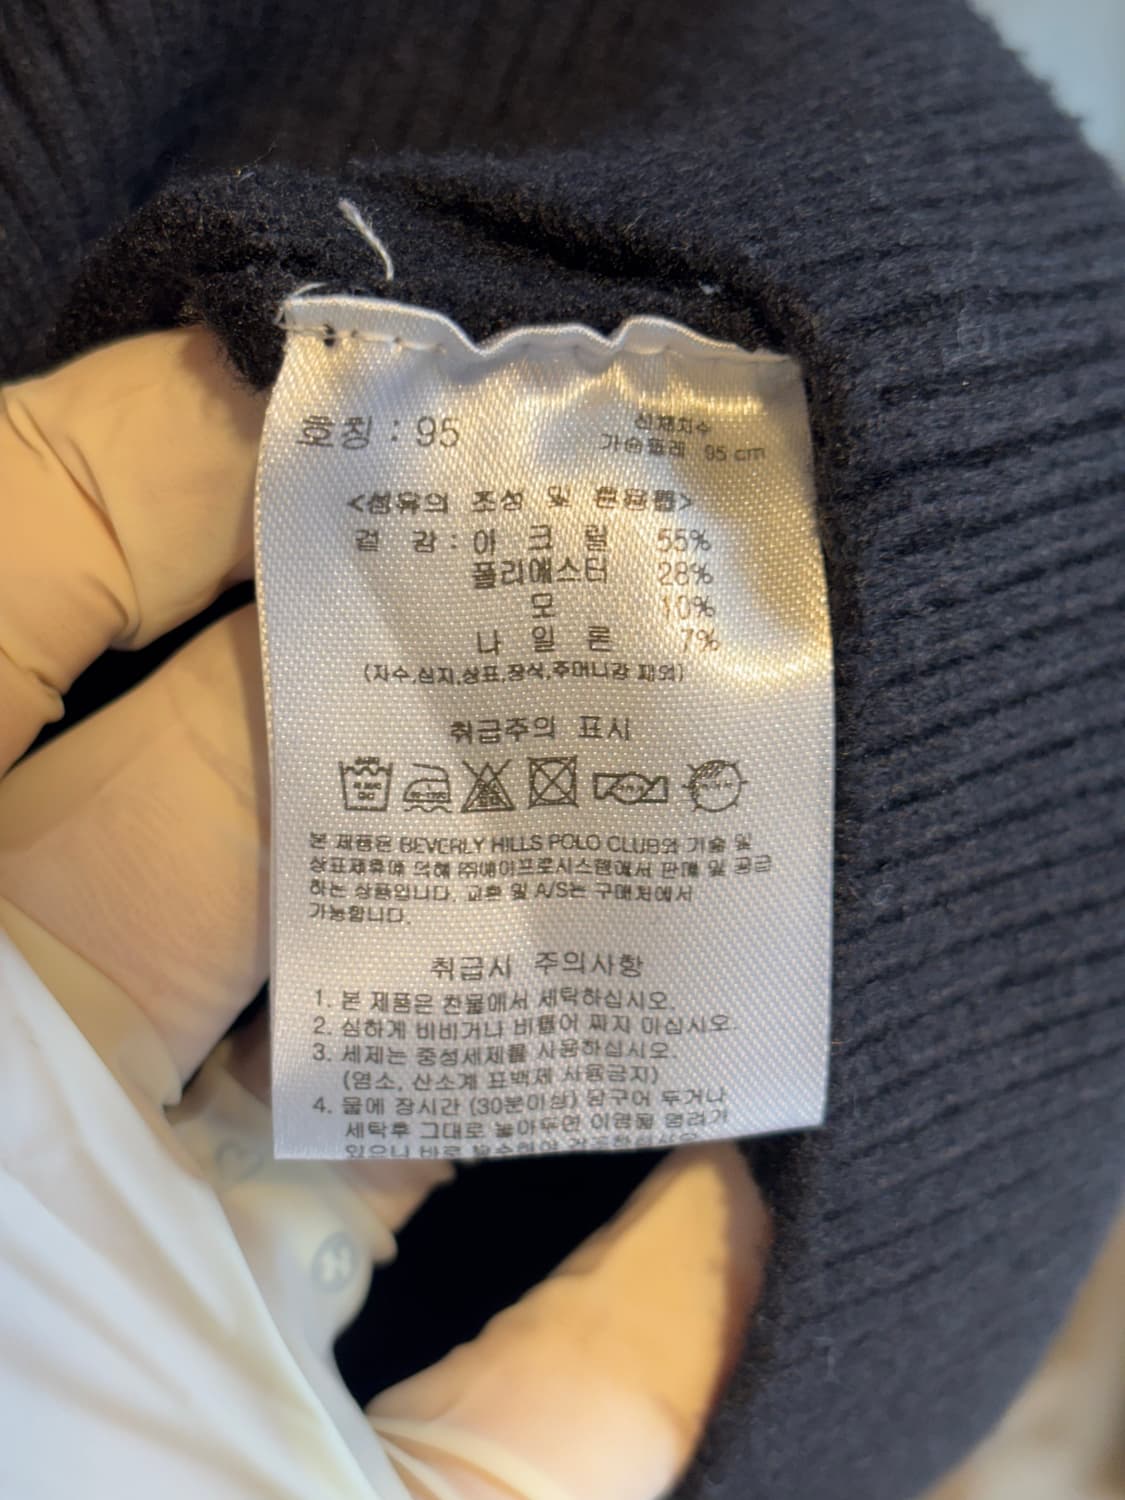 호칭 : 95
신체치수
가슴둘레 95 cm
<섬유의 조성 및 혼용률>
겉 감 : 아 크 릴 55%
폴리에스터 28%
모 10%
나 일 론 7%
(자수,심지,상표,장식,주머니감 제외)
취급주의 표시
본 제품은 BEVERLY HILLS POLO CLUB의 기술 및
상표제휴에 의해 ㈜에이프로시스템에서 판매 및 공급
하는 상품입니다. 교환 및 A/S는 구매처에서
가능합니다.
취급시 주의사항
1. 본 제품은 찬물에서 세탁하십시오.
2. 심하게 비비거나 비틀어 짜지 마십시오.
3. 세제는 중성세제를 사용하십시오.
(염소, 산소계 표백제 사용금지)
4. 물에 장시간 (30분이상) 담구어 두거나
세탁후 그대로 놓아두면 이염될 염려가
있으니 바로
H